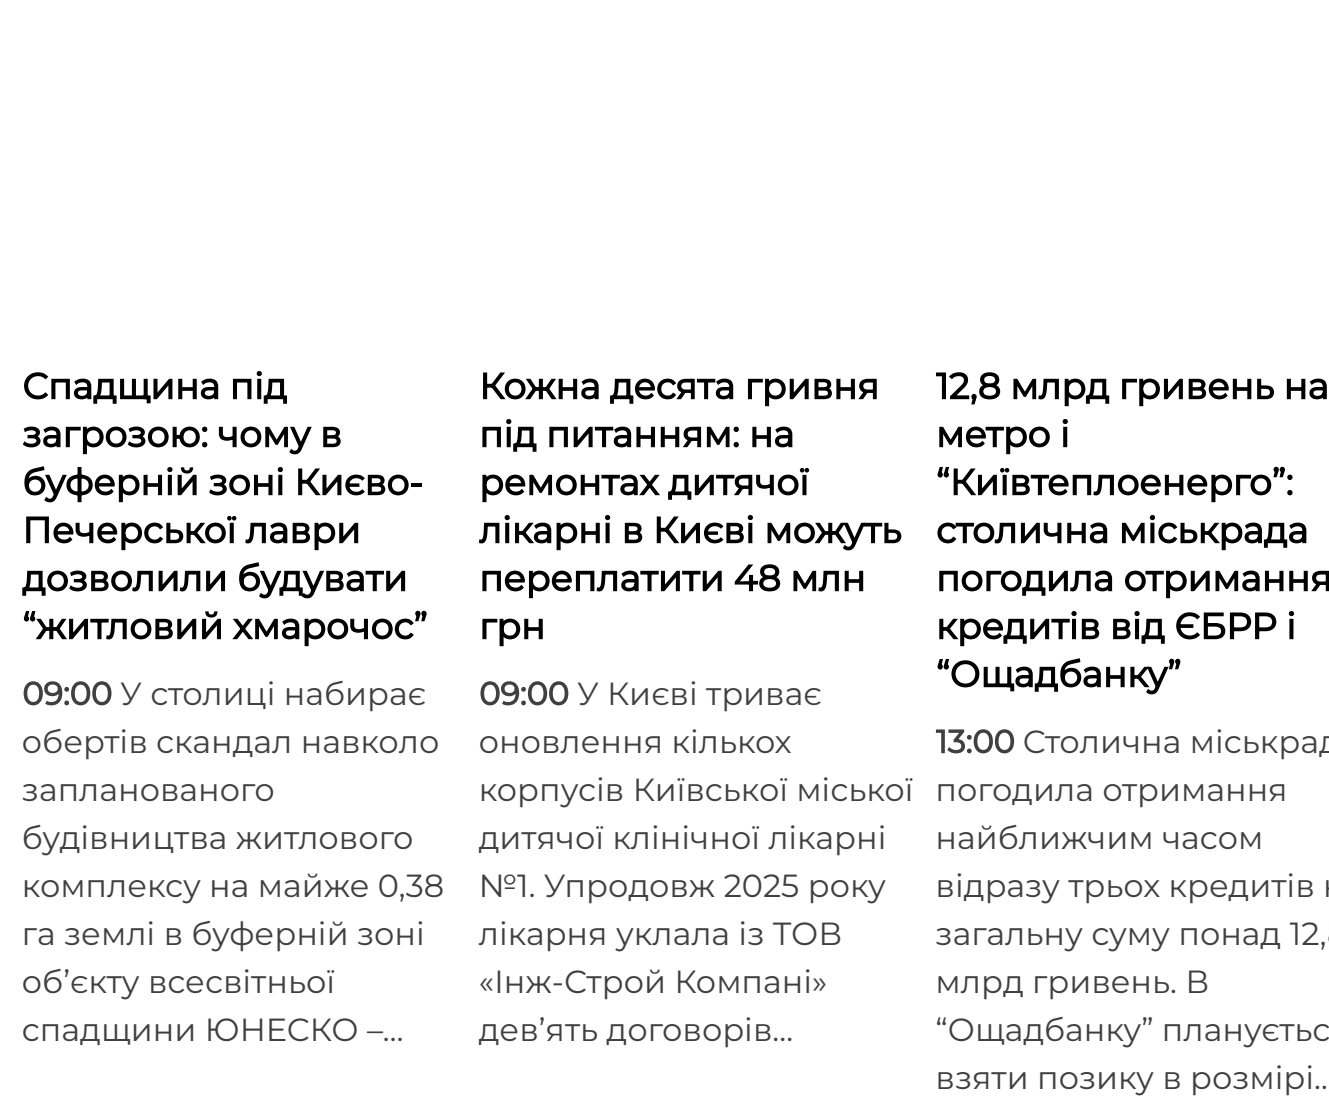 Спадщина під
загрозою: чому в
буферній зоні Києво-
Печерської лаври
дозволили будувати
“житловий хмарочос”
09:00 У столиці набирає
обертів скандал навколо
запланованого
будівництва житлового
комплексу на майже 0,38
га землі в буферній зоні
об’єкту всесвітньої
спадщини ЮНЕСКО –...
Кожна десята гривня
під питанням: на
ремонтах дитячої
лікарні в Києві можуть
переплатити 48 млн
грн
09:00 У Києві триває
оновлення кількох
корпусів Київської міської
дитячої клінічної лікарні
№1. Упродовж 2025 року
лікарня уклала із ТОВ
«Інж-Строй Компані»
дев’ять договорів...
12,8 млрд гривень на
метро і
“Київтеплоенерго”:
столична міськрада
погодила отримання
кредитів від ЄБРР і
“Ощадбанку”
13:00 Столична
погодила отримання
найближчим часом
відразу трьох кредитів
загальну суму понад
млрд гривень. В
“Ощадбанку”
взяти позику в розмірі...